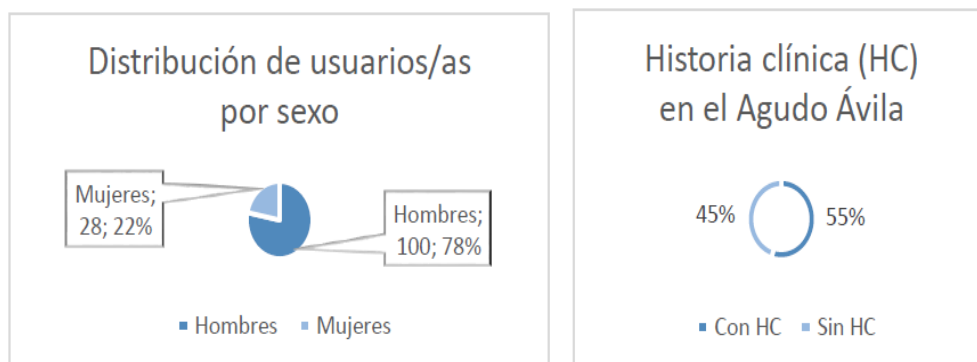 Distribución de usuarios/as
por sexo
Mujeres;
28; 22%
Hombres;
100; 78%
Hombres Mujeres
Historia clínica (HC)
en el Agudo Ávila
45%
55%
Con HC Sin HC